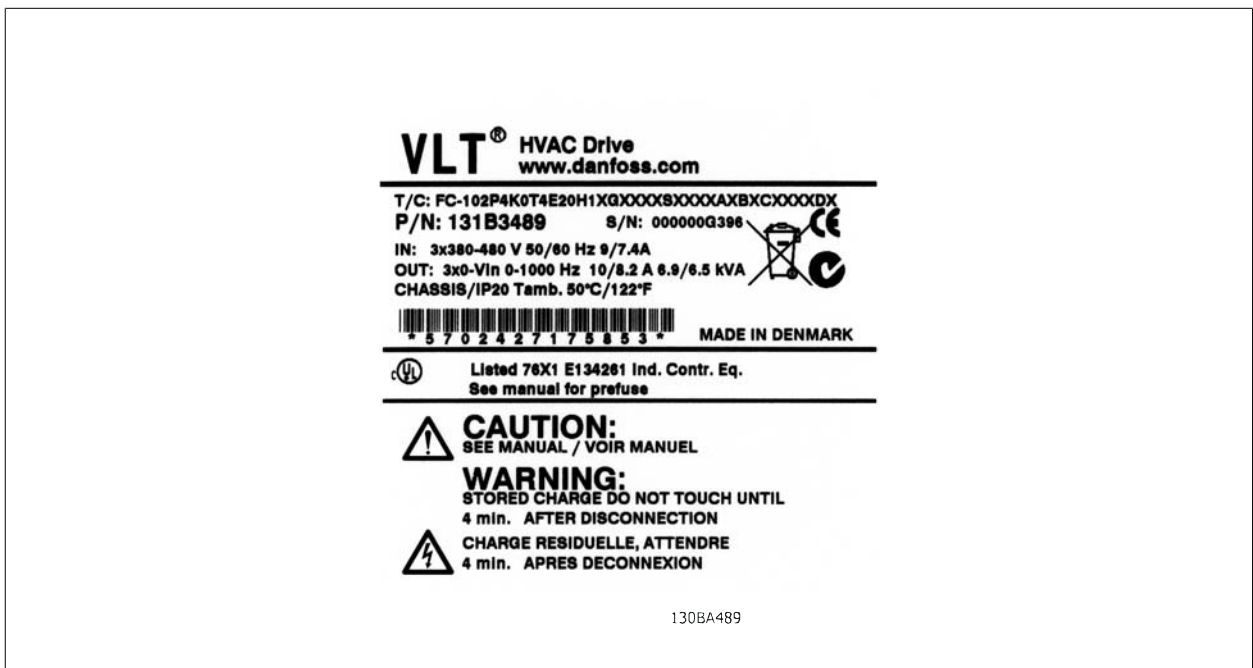 VLT® HVAC Drive
www.danfoss.com
T/C: FC-102P4K0T4E20H1XGXXXXSXXXXAXBXCXXXXDX
P/N: 131B3489 S/N: 000000G396
IN: 3x380-480 V 50/60 Hz 9/7.4A
OUT: 3x0-Vin 0-1000 Hz 10/8.2 A 6.9/6.5 kVA
CHASSIS/IP20 Tamb. 50°C/122°F
* 5 7 0 2 4 2 7 1 7 5 8 5 3 * MADE IN DENMARK
c UL Listed 76X1 E134261 Ind. Contr. Eq.
See manual for prefuse
CAUTION:
SEE MANUAL / VOIR MANUEL
WARNING:
STORED CHARGE DO NOT TOUCH UNTIL
4 min. AFTER DISCONNECTION
CHARGE RESIDUELLE, ATTENDRE
4 min. APRES DECONNEXION
130BA489